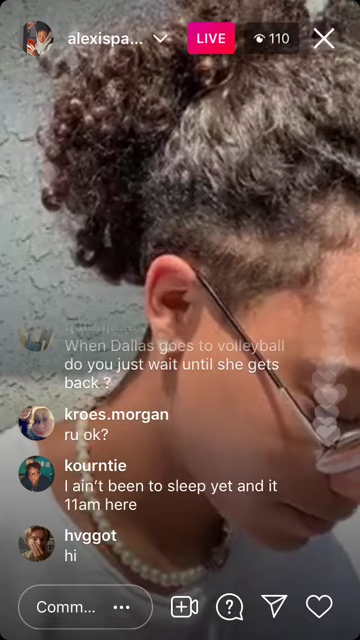 alexispa...
LIVE
110
When Dallas goes to volleyball
do you just wait until she gets
back ?
kroes.morgan
ru ok?
kourntie
I ain't been to sleep yet and it
11am here
hvggot
hi
Comm...